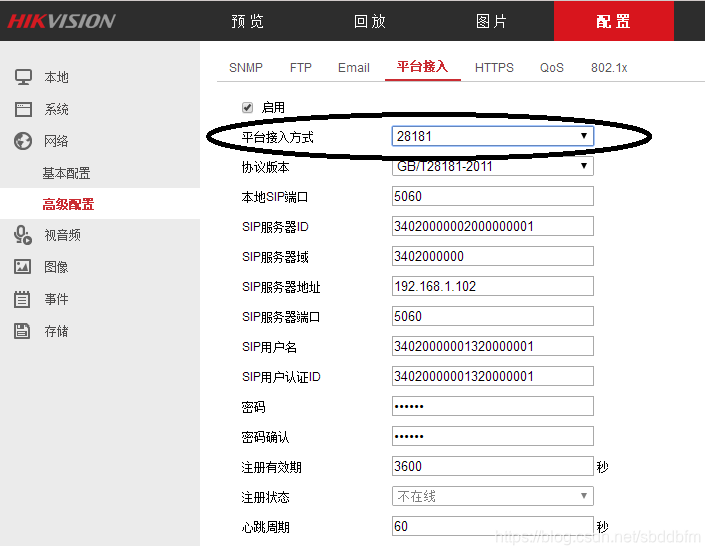 HIKVISION 预览 回放 图片 配置
SNMP FTP Email 平台接入 HTTPS QoS 802.1x
本地
系统
网络
基本配置
高级配置
视音频
图像
事件
存储
启用
平台接入方式 28181
协议版本 GB/T28181-2011
本地SIP端口 5060
SIP服务器ID 34020000002000000001
SIP服务器域 3402000000
SIP服务器地址 192.168.1.102
SIP服务器端口 5060
SIP用户名 34020000001320000001
SIP用户认证ID 34020000001320000001
密码 ••••••
密码确认 ••••••
注册有效期 3600 秒
注册状态 不在线
心跳周期 60 秒
https://blog.csdn.net/sbddbfm